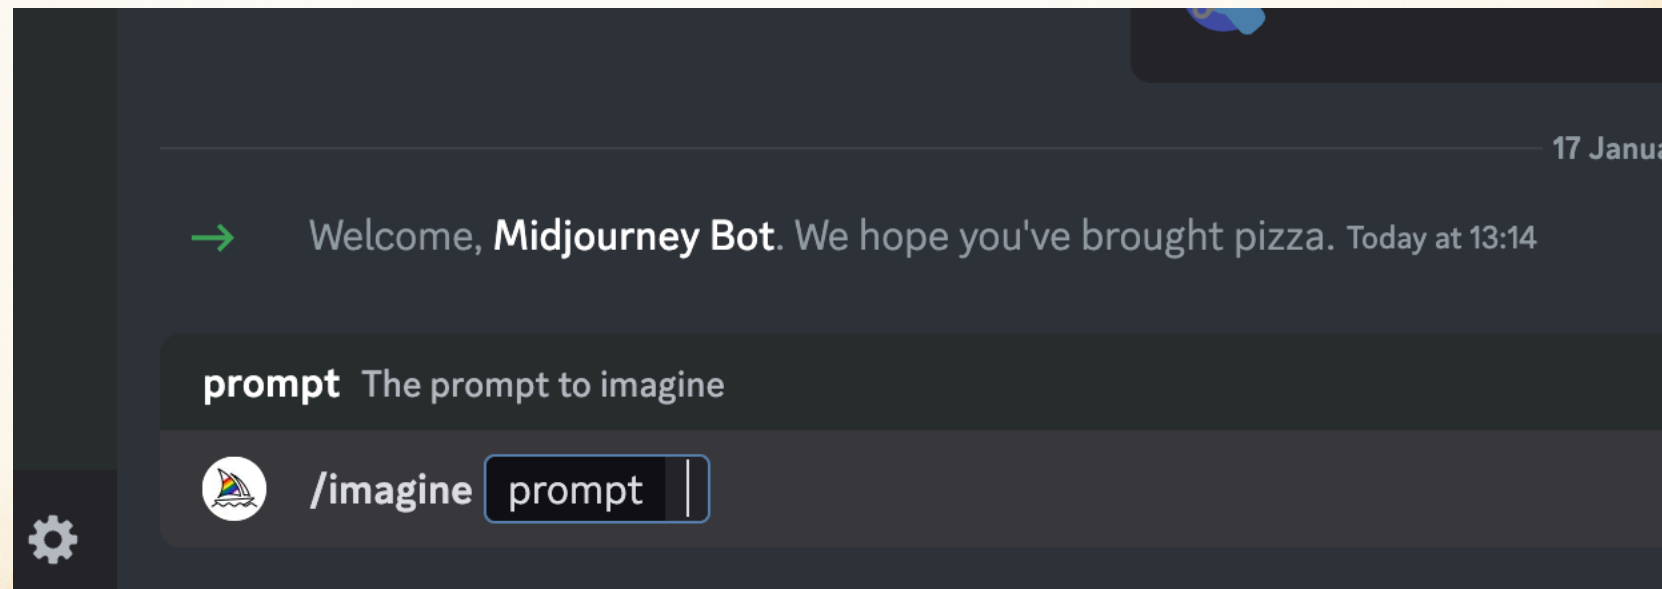 17 Janua
Welcome, Midjourney Bot. We hope you've brought pizza. Today at 13:14
prompt The prompt to imagine
/imagine prompt